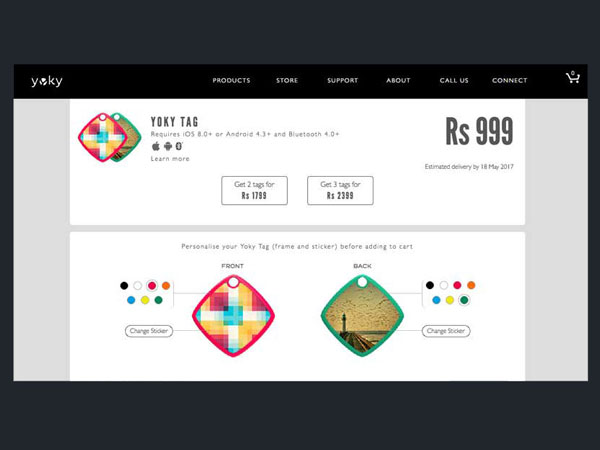 yoky PRODUCTS STORE SUPPORT ABOUT CALL US CONNECT 0
YOKY TAG
Rs 999
Requires iOS 8.0+ or Android 4.3+ and Bluetooth 4.0+
Learn more
Estimated delivery by 18 May 2017
Get 2 tags for
Rs 1799
Get 3 tags for
Rs 2399
Personalise your Yoky Tag (frame and sticker) before adding to cart
FRONT
BACK
Change Sticker
Change Sticker